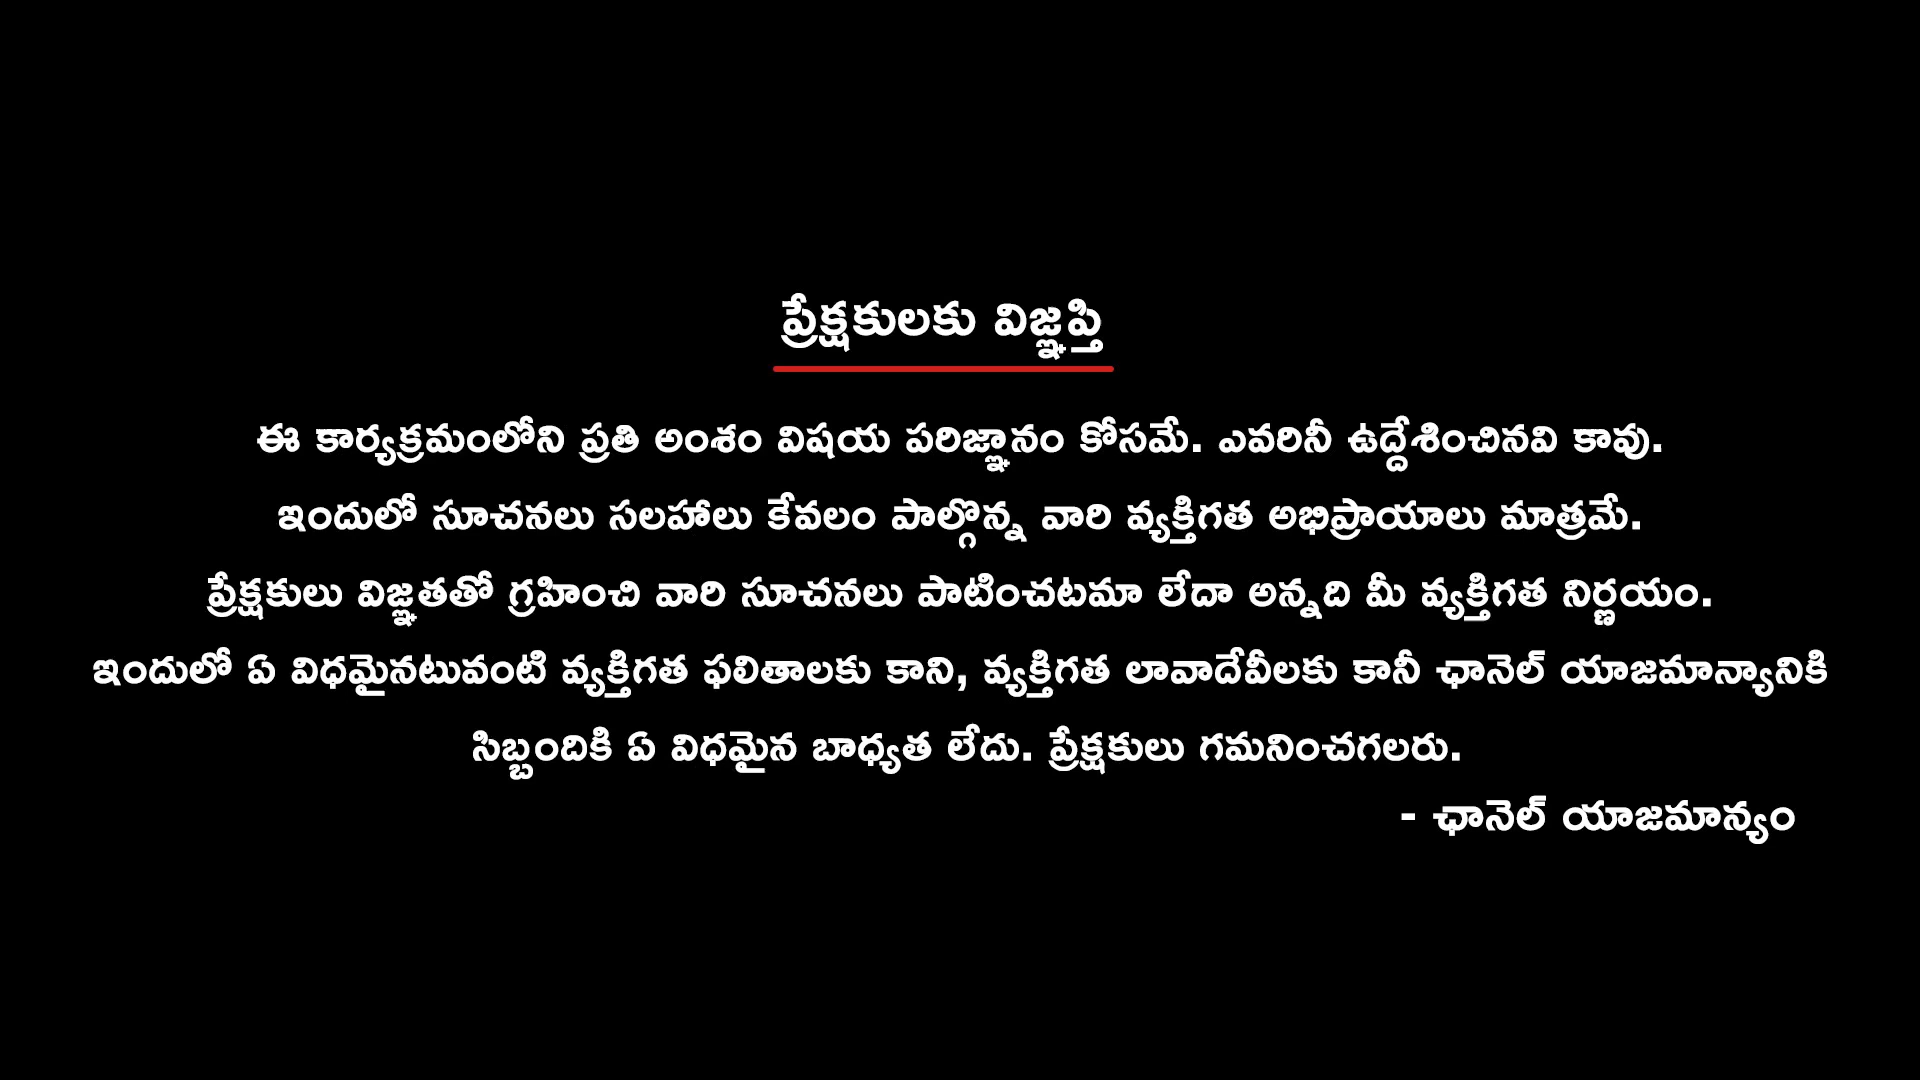 ప్రేక్షకులకు విజ్ఞప్తి
ఈ కార్యక్రమంలోని ప్రతి అంశం విషయ పరిజ్ఞానం కోసమే. ఎవరినీ ఉద్దేశించినవి కావు.
ఇందులో సూచనలు సలహాలు కేవలం పాల్గొన్న వారి వ్యక్తిగత అభిప్రాయాలు మాత్రమే.
ప్రేక్షకులు విజ్ఞతతో గ్రహించి వారి సూచనలు పాటించటమా లేదా అన్నది మీ వ్యక్తిగత నిర్ణయం.
ఇందులో ఏ విధమైనటువంటి వ్యక్తిగత ఫలితాలకు కాని, వ్యక్తిగత లావాదేవీలకు కానీ ఛానెల్ యాజమాన్యానికి
సిబ్బందికి ఏ విధమైన బాధ్యత లేదు. ప్రేక్షకులు గమనించగలరు.
- ఛానెల్ యాజమాన్యం